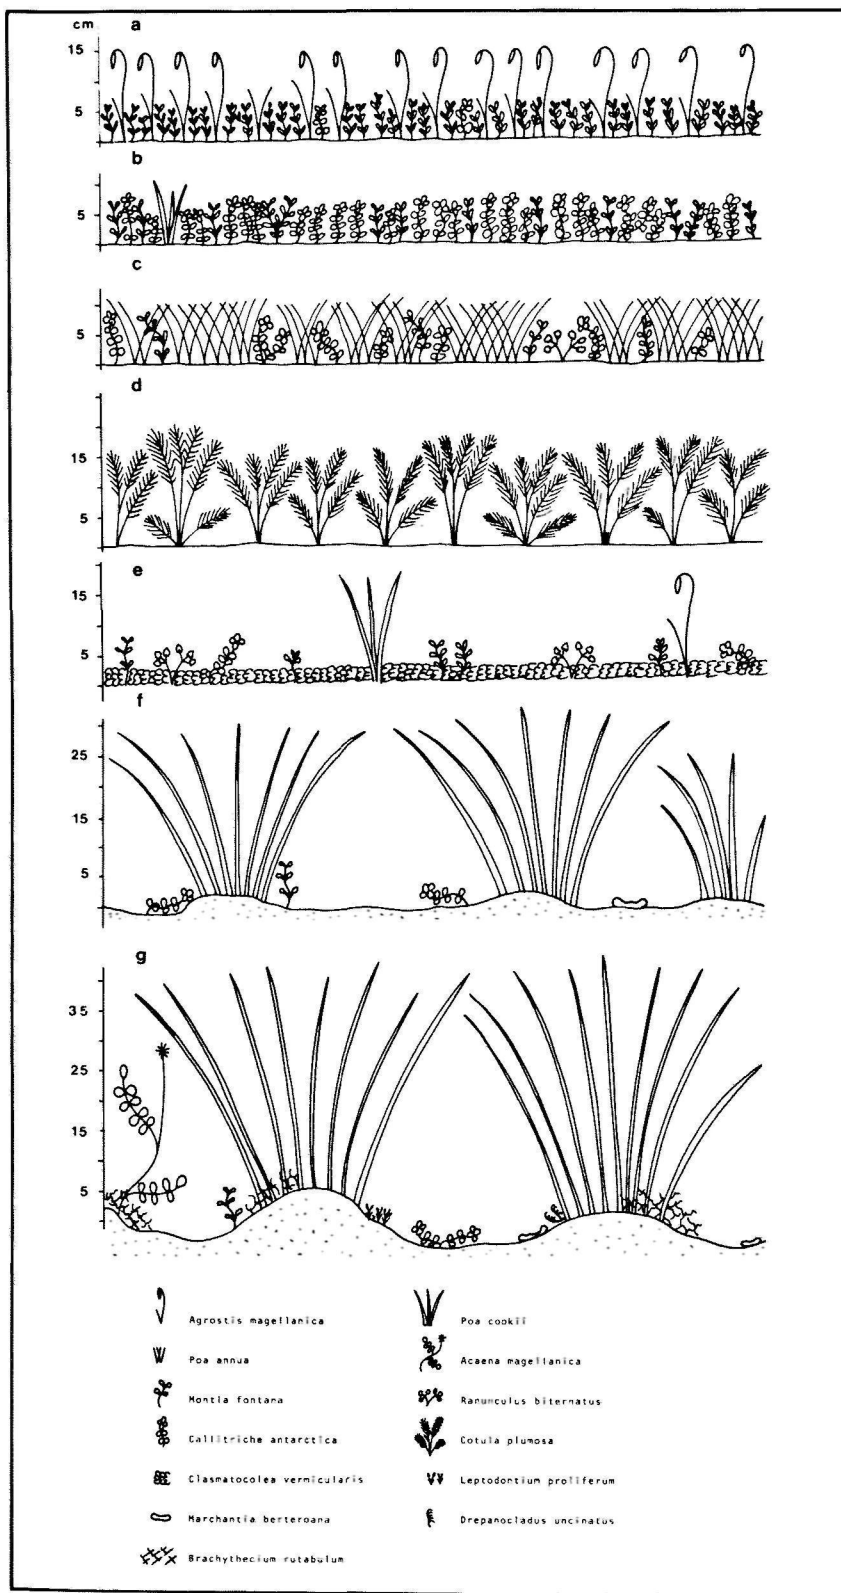 a
cm
15
5
b
5
c
5
d
15
5
e
15
5
f
25
15
5
g
35
25
15
5
Agrostis magellanica
Poa cookii
Poa annua
Acaena magellanica
Montia fontana
Ranunculus biternatus
Callitriche antarctica
Cotula plumosa
Clasmatocolea vermicularis
Leptodontium proliferum
Marchantia berteroana
Drepanocladus uncinatus
Brachythecium rutabulum